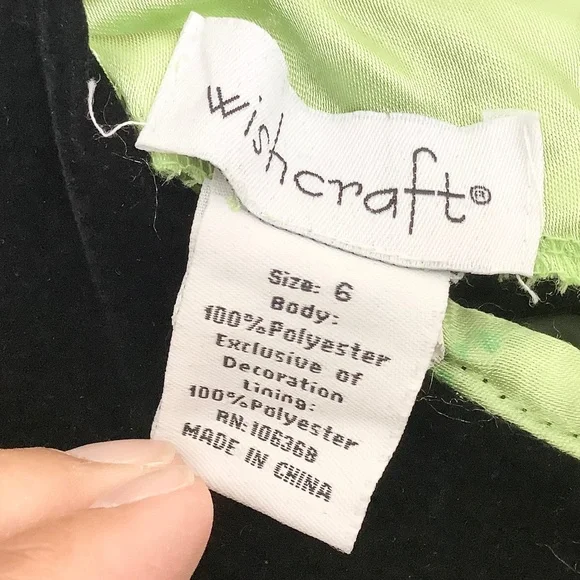 wishcraft®
Size: 6
Body:
100%Polyester
Exclusive of
Decoration
Lining:
100%Polyester
RN:106368
MADE IN CHINA